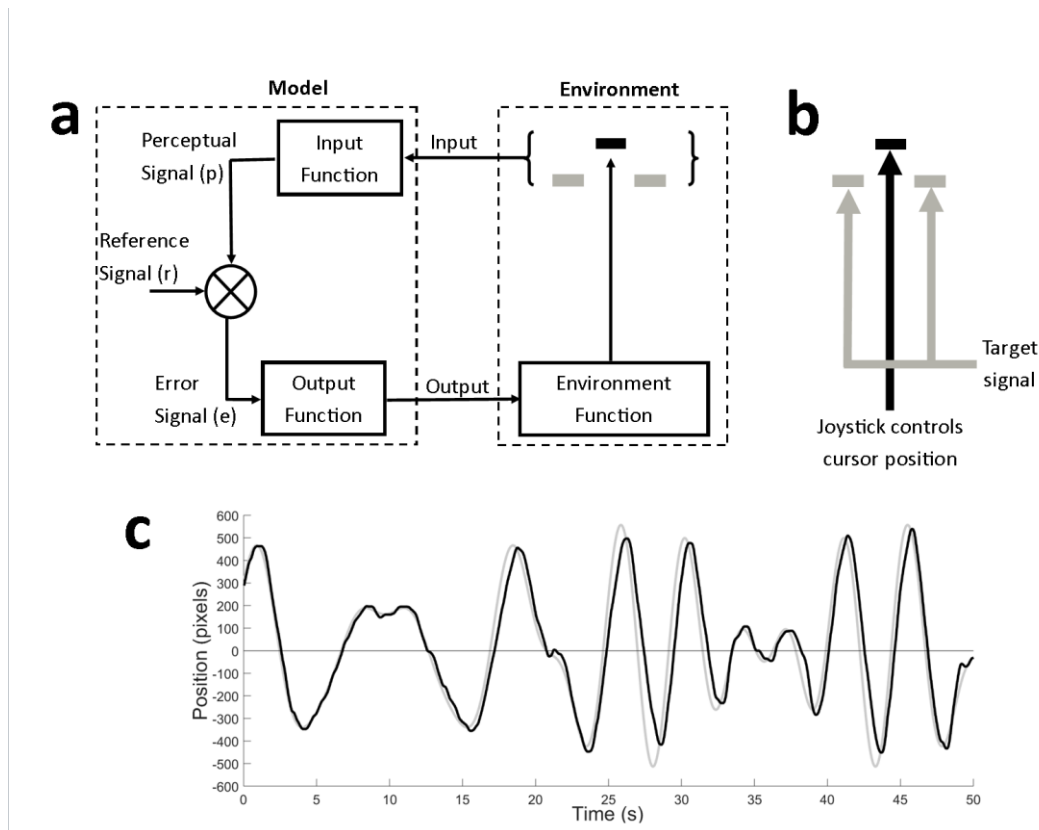 a
Model
Environment
b
Perceptual
Signal (p)
Input
Function
Input
Reference
Signal (r)
Error
Signal (e)
Output
Function
Output
Environment
Function
Target
signal
Joystick controls
cursor position
c
Position (pixels)
600
500
400
300
200
100
0
-100
-200
-300
-400
-500
-600
0 5 10 15 20 25 30 35 40 45 50
Time (s)